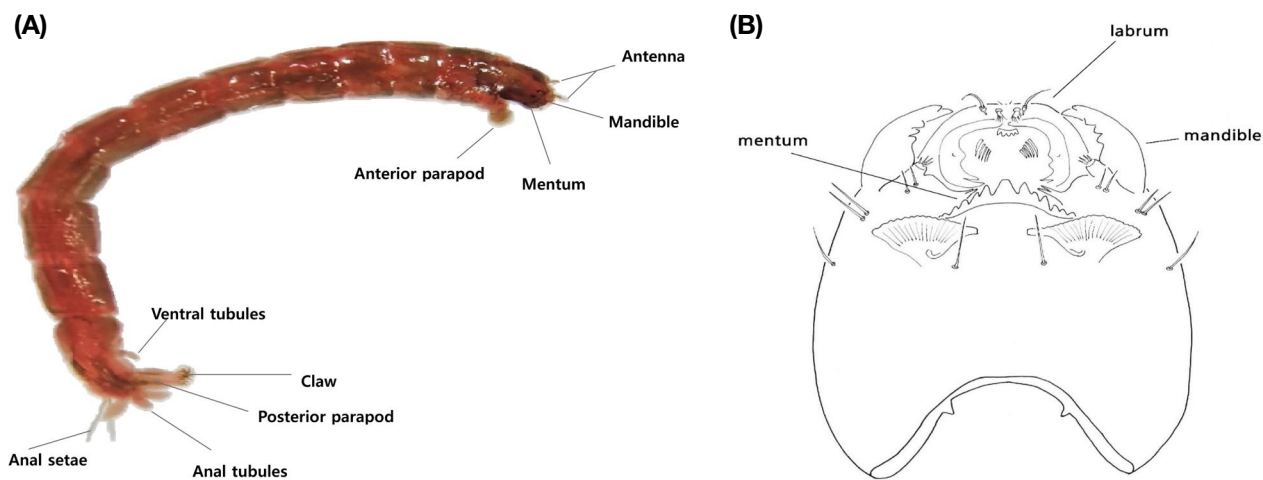 (A)
Antenna
Mandible
Mentum
Anterior parapod
Ventral tubules
Claw
Posterior parapod
Anal setae
Anal tubules
(B)
labrum
mentum
mandible